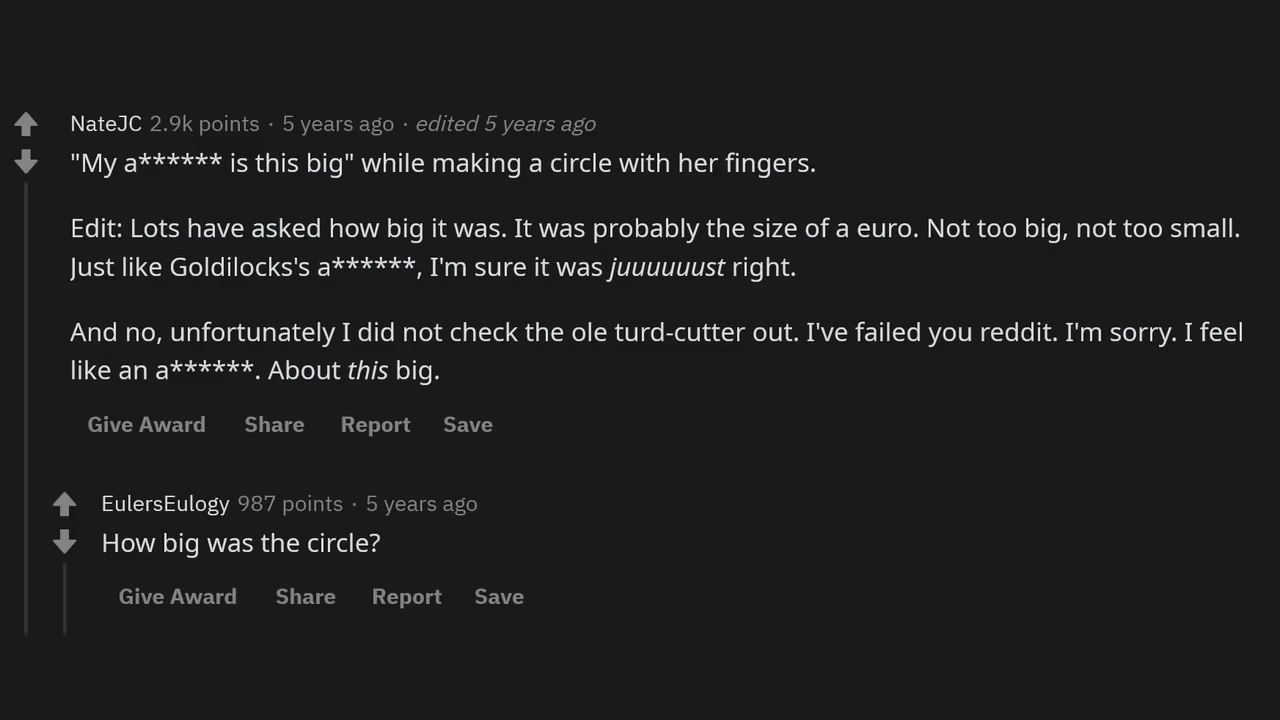 NateJC 2.9k points · 5 years ago · edited 5 years ago
"My a****** is this big" while making a circle with her fingers.
Edit: Lots have asked how big it was. It was probably the size of a euro. Not too big, not too small.
Just like Goldilocks's a******, I'm sure it was juuuuuust right.
And no, unfortunately I did not check the ole turd-cutter out. I've failed you reddit. I'm sorry. I feel
like an a******. About this big.
Give Award Share Report Save
EulersEulogy 987 points · 5 years ago
How big was the circle?
Give Award Share Report Save